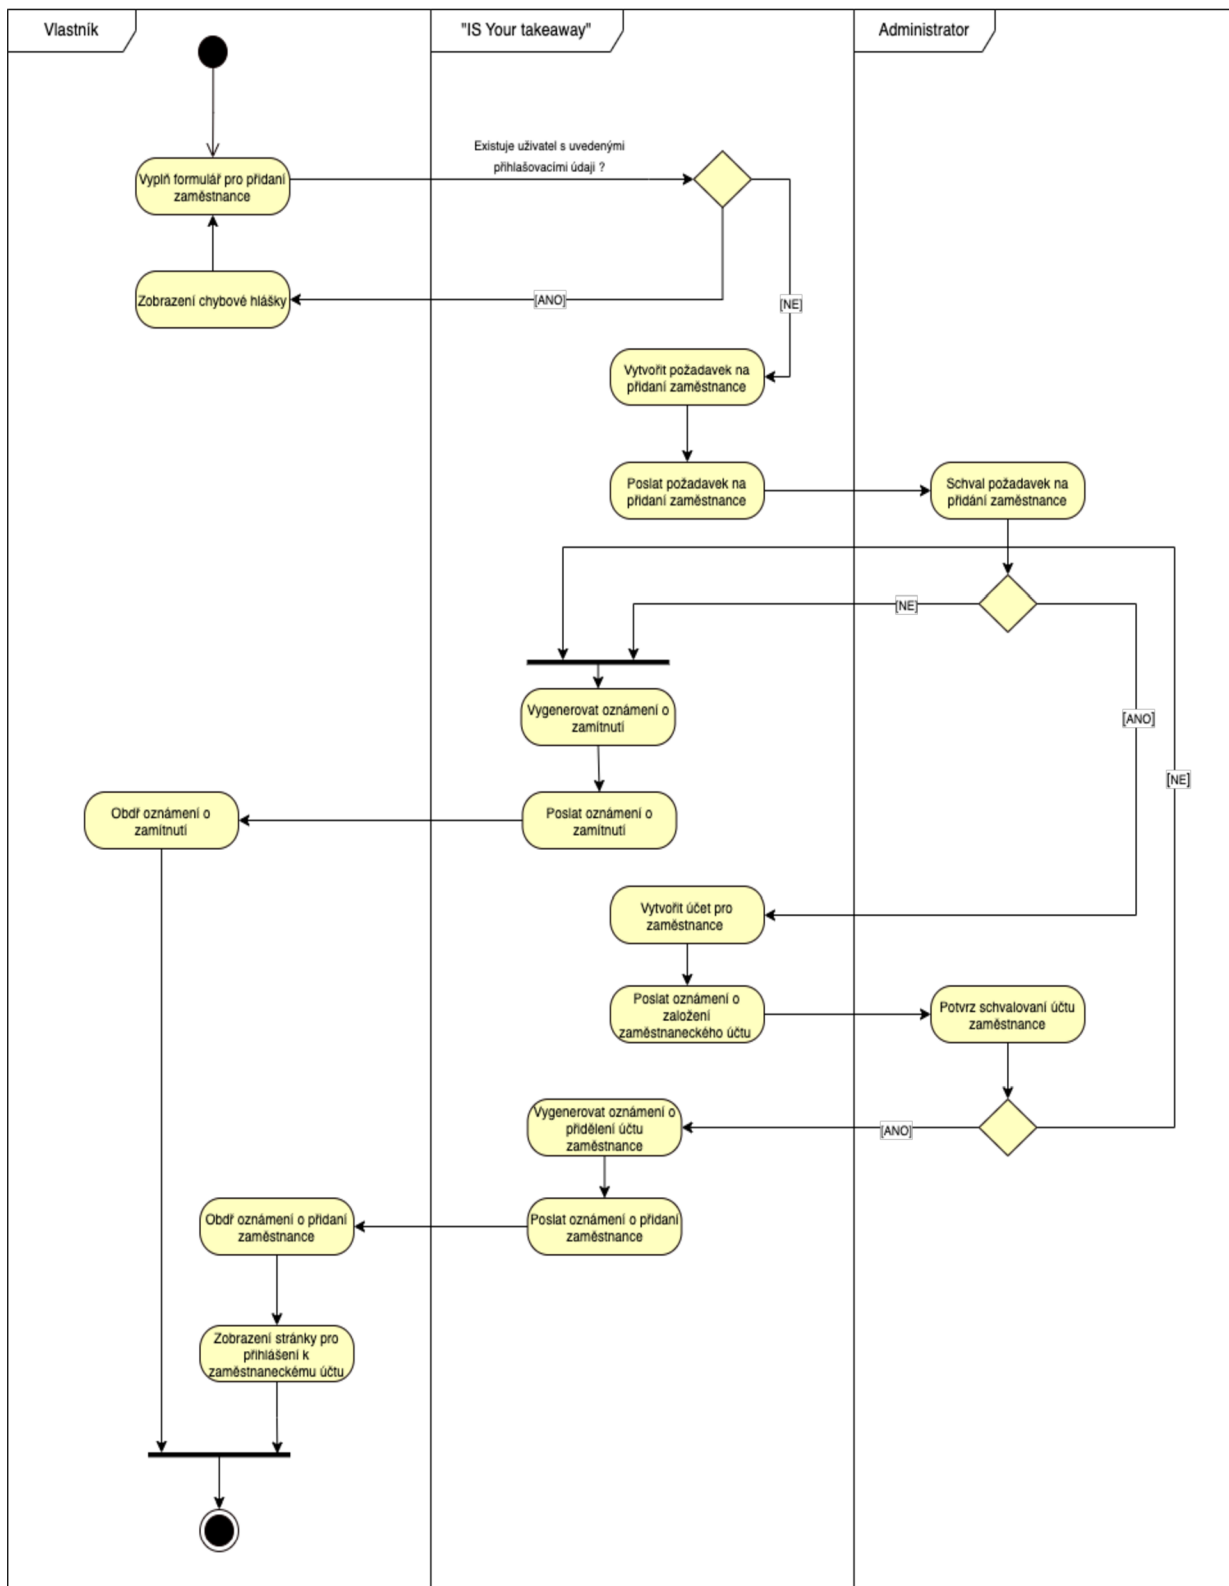 Vlastník
"IS Your takeaway"
Administrator
Existuje uživatel s uvedenými
přihlašovacími údaji ?
Vyplň formulář pro přidaní
zaměstnance
Zobrazení chybové hlášky
[ANO]
[NE]
Vytvořit požadavek na
přidaní zaměstnance
Poslat požadavek na
přidaní zaměstnance
Schval požadavek na
přidání zaměstnance
[NE]
[ANO]
[NE]
Vygenerovat oznámení o
zamítnutí
Obdř oznámení o
zamítnutí
Poslat oznámení o
zamítnutí
Vytvořit účet pro
zaměstnance
Poslat oznámení o
založení
zaměstnaneckého účtu
Potvrz schvalovaní účtu
zaměstnance
Vygenerovat oznámení o
přidělení účtu
zaměstnance
[ANO]
Obdř oznámení o přidaní
zaměstnance
Poslat oznámení o přidaní
zaměstnance
Zobrazení stránky pro
přihlášení k
zaměstnaneckému účtu